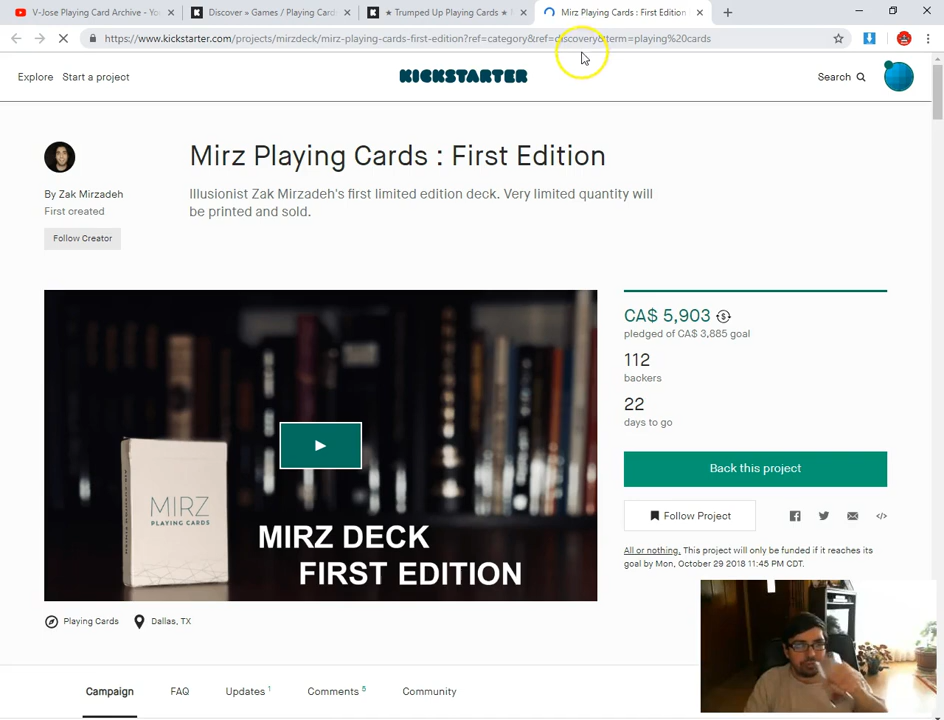 V-Jose Playing Card Archive - Yo
Discover » Games / Playing Cards
★ Trumped Up Playing Cards ★
Mirz Playing Cards : First Edition
https://www.kickstarter.com/projects/mirzdeck/mirz-playing-cards-first-edition?ref=category&ref=discovery&term=playing%20cards
Explore
Start a project
KICKSTARTER
Search
Mirz Playing Cards : First Edition
Illusionist Zak Mirzadeh's first limited edition deck. Very limited quantity will
be printed and sold.
By Zak Mirzadeh
First created
Follow Creator
MIRZ
PLAYING CARDS
MIRZ DECK
FIRST EDITION
CA$ 5,903
pledged of CA$ 3,885 goal
112
backers
22
days to go
Back this project
Follow Project
All or nothing. This project will only be funded if it reaches its
goal by Mon, October 29 2018 11:45 PM CDT.
Playing Cards
Dallas, TX
Campaign
FAQ
Updates 1
Comments 5
Community